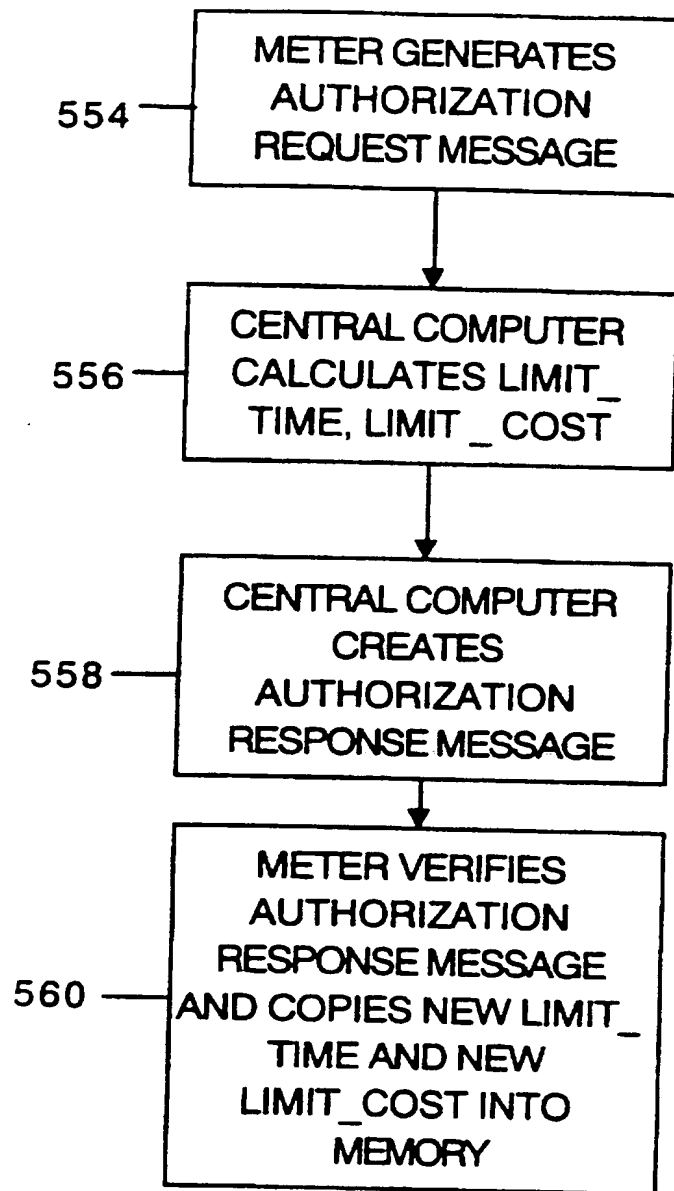 METER GENERATES
AUTHORIZATION
554
REQUEST MESSAGE
CENTRAL COMPUTER
556
CALCULATES LIMIT_
TIME, LIMIT _ COST
CENTRAL COMPUTER
CREATES
558
AUTHORIZATION
RESPONSE MESSAGE
METER VERIFIES
AUTHORIZATION
RESPONSE MESSAGE
560
AND COPIES NEW LIMIT_
TIME AND NEW
LIMIT_COST INTO
MEMORY